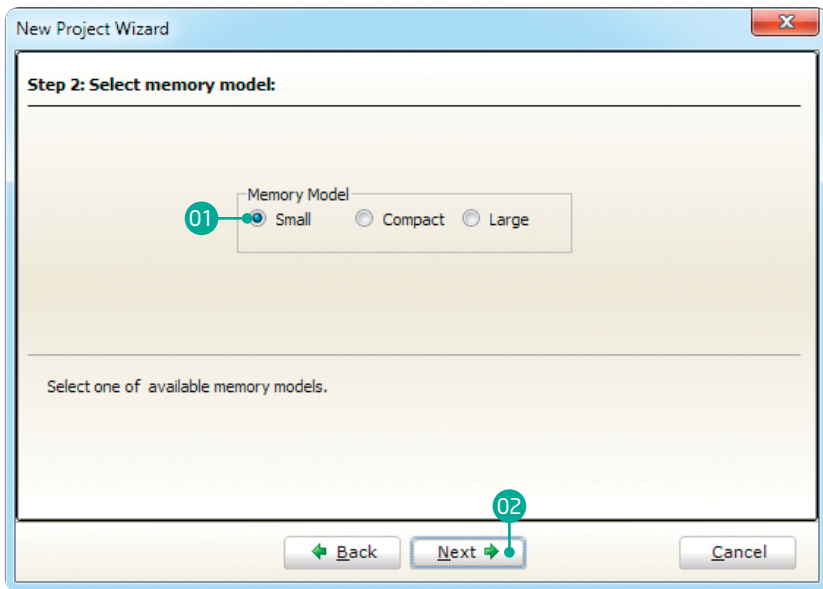 New Project Wizard
Step 2: Select memory model:
Memory Model
01 Small Compact Large
Select one of available memory models.
02
Back Next Cancel